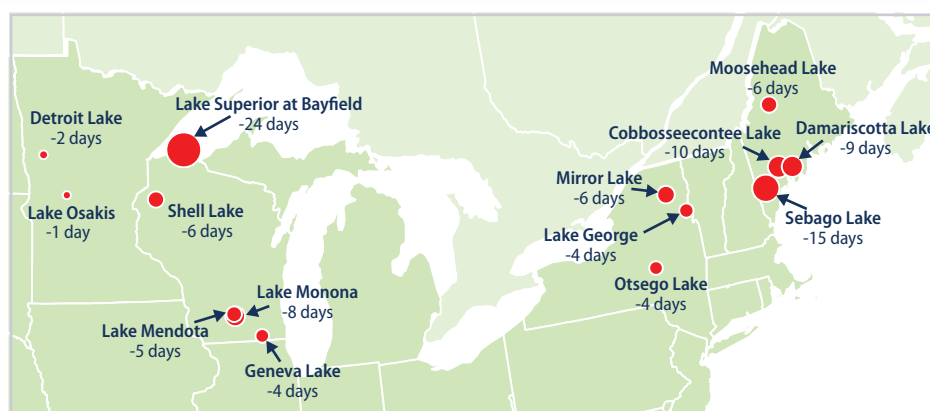 Detroit Lake
-2 days
Lake Superior at Bayfield
-24 days
Lake Osakis
-1 day
Shell Lake
-6 days
Lake Monona
-8 days
Lake Mendota
-5 days
Geneva Lake
-4 days
Moosehead Lake
-6 days
Cobbosseecontee Lake
-10 days
Damariscotta Lake
-9 days
Mirror Lake
-6 days
Lake George
-4 days
Sebago Lake
-15 days
Otsego Lake
-4 days